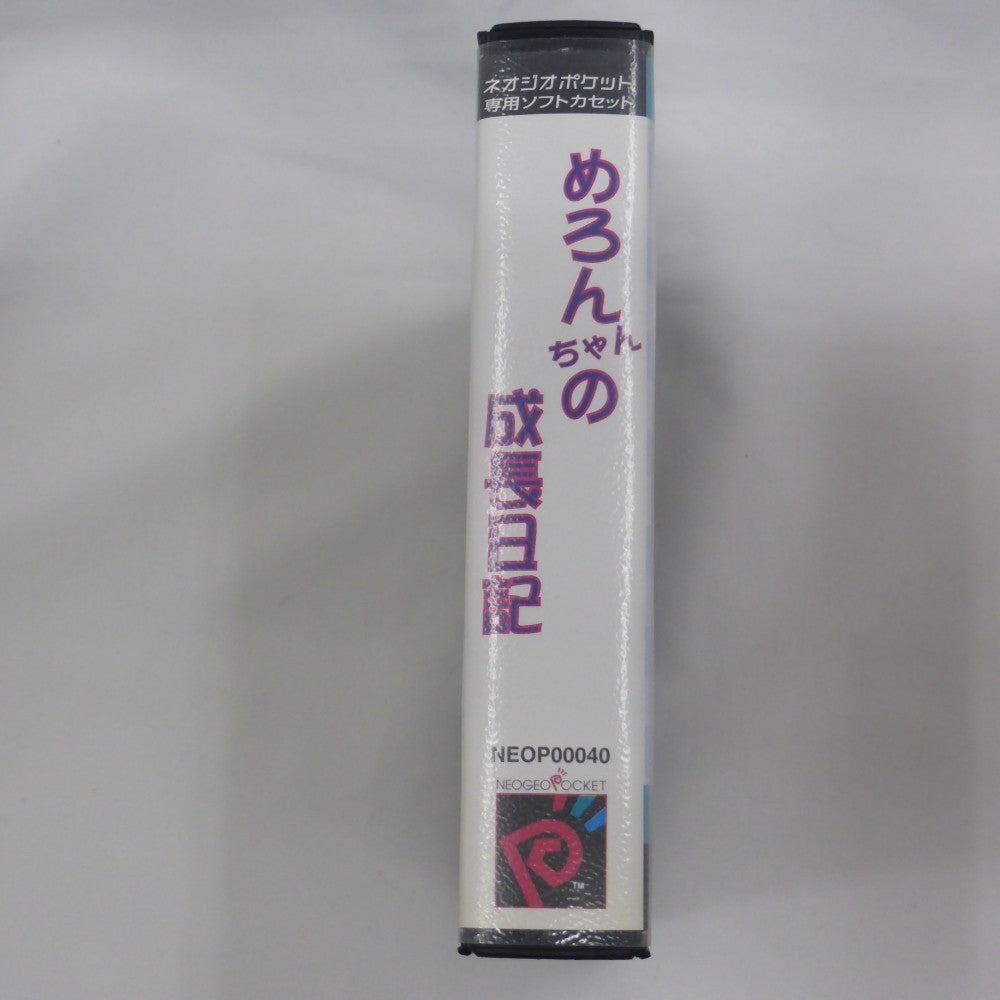 ネオジオポケット
専用ソフトカセット
めろんちゃんの
成長日記
NEOP00040
NEOGEO POCKET
TM